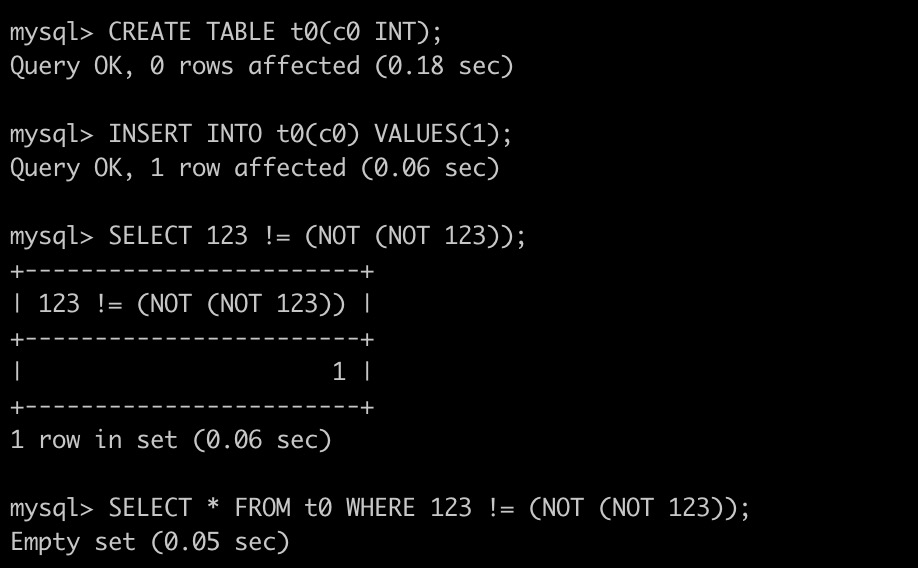 mysql> CREATE TABLE t0(c0 INT);
Query OK, 0 rows affected (0.18 sec)
mysql> INSERT INTO t0(c0) VALUES(1);
Query OK, 1 row affected (0.06 sec)
mysql> SELECT 123 != (NOT (NOT 123));
+------------------------+
| 123 != (NOT (NOT 123)) |
+------------------------+
|                      1 |
+------------------------+
1 row in set (0.06 sec)
mysql> SELECT * FROM t0 WHERE 123 != (NOT (NOT 123));
Empty set (0.05 sec)